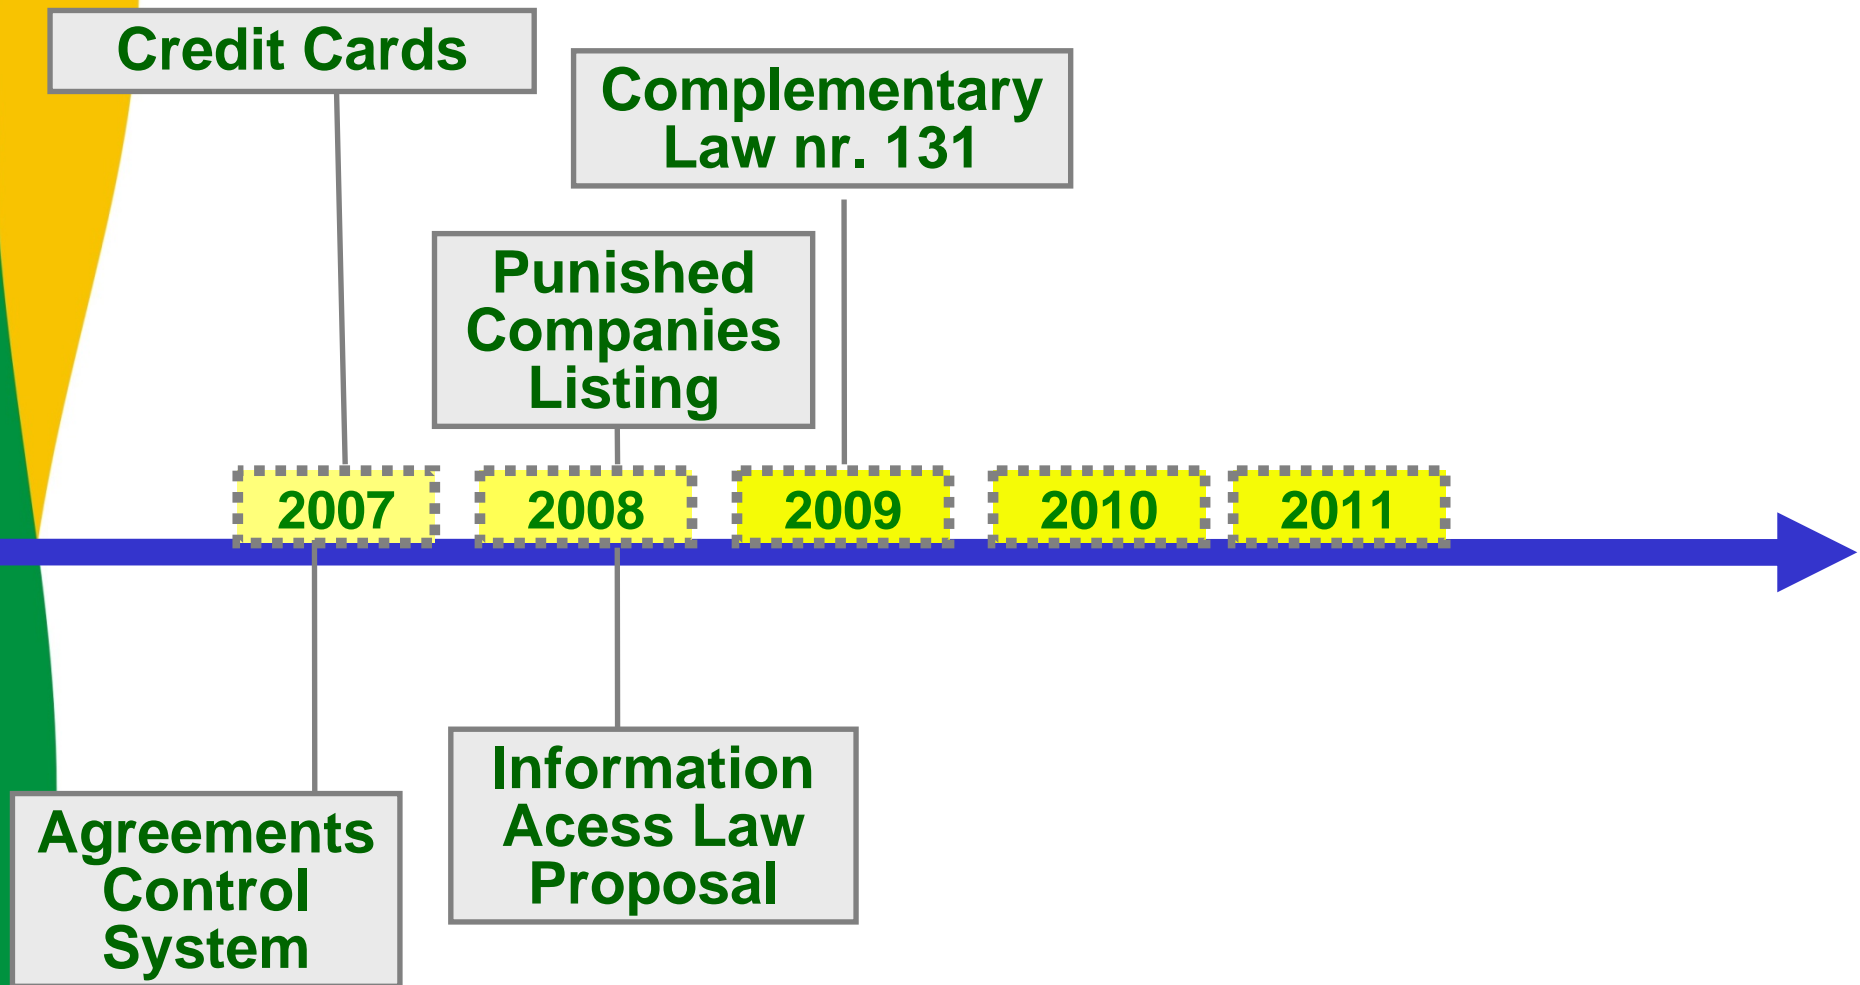 Credit Cards
Complementary
Law nr. 131
Punished
Companies
Listing
2007
2008
2009
2010
2011
Agreements
Control
System
Information
Acess Law
Proposal